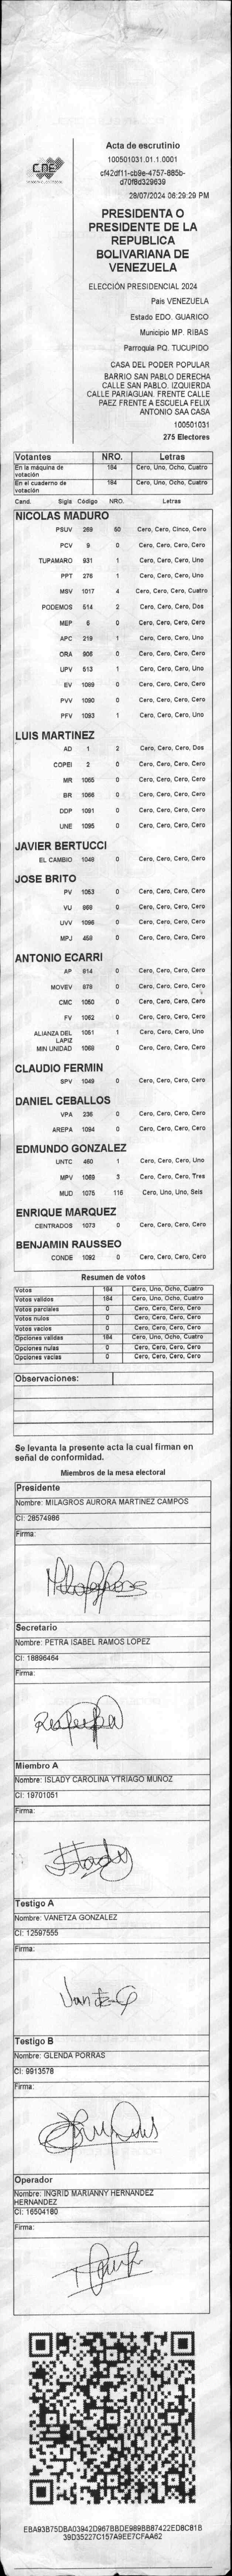 CNE
Acta de escrutinio
100501031.01.1.0001
cf42df11-cb9e-4757-885b-
d70f8d329639
28/07/2024 06:29:29 PM
PRESIDENTA O
PRESIDENTE DE LA
REPUBLICA
BOLIVARIANA DE
VENEZUELA
ELECCIÓN PRESIDENCIAL 2024
Pais VENEZUELA
Estado EDO. GUARICO
Municipio MP. RIBAS
Parroquia PQ. TUCUPIDO
CASA DEL PODER POPULAR
BARRIO SAN PABLO DERECHA
CALLE SAN PABLO. IZQUIERDA
CALLE PARIAGUAN. FRENTE CALLE
PAEZ FRENTE A ESCUELA FELIX
ANTONIO SAA CASA
100501031
275 Electores
Votantes NRO. Letras
En la máquina de votación 184 Cero, Uno, Ocho, Cuatro
En el cuaderno de votación 184 Cero, Uno, Ocho, Cuatro
Cand. Sigla Código NRO. Letras
NICOLAS MADURO
PSUV 269 50 Cero, Cero, Cinco, Cero
PCV 9 0 Cero, Cero, Cero, Cero
TUPAMARO 931 1 Cero, Cero, Cero, Uno
PPT 276 1 Cero, Cero, Cero, Uno
MSV 1017 4 Cero, Cero, Cero, Cuatro
PODEMOS 514 2 Cero, Cero, Cero, Dos
MEP 6 0 Cero, Cero, Cero, Cero
APC 219 1 Cero, Cero, Cero, Uno
ORA 906 0 Cero, Cero, Cero, Cero
UPV 513 1 Cero, Cero, Cero, Uno
EV 1089 0 Cero, Cero, Cero, Cero
PVV 1090 0 Cero, Cero, Cero, Cero
PFV 1093 1 Cero, Cero, Cero, Uno
LUIS MARTINEZ
AD 1 2 Cero, Cero, Cero, Dos
COPEI 2 0 Cero, Cero, Cero, Cero
MR 1065 0 Cero, Cero, Cero, Cero
BR 1066 0 Cero, Cero, Cero, Cero
DDP 1091 0 Cero, Cero, Cero, Cero
UNE 1095 0 Cero, Cero, Cero, Cero
JAVIER BERTUCCI
EL CAMBIO 1048 0 Cero, Cero, Cero, Cero
JOSE BRITO
PV 1053 0 Cero, Cero, Cero, Cero
VU 969 0 Cero, Cero, Cero, Cero
UVV 1096 0 Cero, Cero, Cero, Cero
MPJ 458 0 Cero, Cero, Cero, Cero
ANTONIO ECARRI
AP 814 0 Cero, Cero, Cero, Cero
MOVEV 878 0 Cero, Cero, Cero, Cero
CMC 1050 0 Cero, Cero, Cero, Cero
FV 1062 0 Cero, Cero, Cero, Cero
ALIANZA DEL LAPIZ 1051 1 Cero, Cero, Cero, Uno
MIN UNIDAD 1068 0 Cero, Cero, Cero, Cero
CLAUDIO FERMIN
SPV 1049 0 Cero, Cero, Cero, Cero
DANIEL CEBALLOS
VPA 236 0 Cero, Cero, Cero, Cero
AREPA 1094 0 Cero, Cero, Cero, Cero
EDMUNDO GONZALEZ
UNTC 460 1 Cero, Cero, Cero, Uno
MPV 1069 3 Cero, Cero, Cero, Tres
MUD 1075 116 Cero, Uno, Uno, Seis
ENRIQUE MARQUEZ
CENTRADOS 1073 0 Cero, Cero, Cero, Cero
BENJAMIN RAUSSEO
CONDE 1092 0 Cero, Cero, Cero, Cero
Resumen de votos
Votos 184 Cero, Uno, Ocho, Cuatro
Votos validos 184 Cero, Uno, Ocho, Cuatro
Votos parciales 0 Cero, Cero, Cero, Cero
Votos nulos 0 Cero, Cero, Cero, Cero
Votos vacios 0 Cero, Cero, Cero, Cero
Opciones validas 184 Cero, Uno, Ocho, Cuatro
Opciones nulas 0 Cero, Cero, Cero, Cero
Opciones vacias 0 Cero, Cero, Cero, Cero
Observaciones:
Se levanta la presente acta la cual firman en
señal de conformidad.
Miembros de la mesa electoral
Presidente
Nombre: MILAGROS AURORA MARTINEZ CAMPOS
CI: 28574986
Firma:
Secretario
Nombre: PETRA ISABEL RAMOS LOPEZ
CI: 18896464
Firma:
Miembro A
Nombre: ISLADY CAROLINA YTRIAGO MUÑOZ
CI: 19701051
Firma:
Testigo A
Nombre: VANETZA GONZALEZ
CI: 12597555
Firma:
Testigo B
Nombre: GLENDA PORRAS
CI: 9913578
Firma:
Operador
Nombre: INGRID MARIANNY HERNANDEZ
HERNANDEZ
CI: 16504180
Firma:
EBA93B75DBA03942D967BBDE989BB87422ED8C81B
39D35227C157A9EE7CFAA62